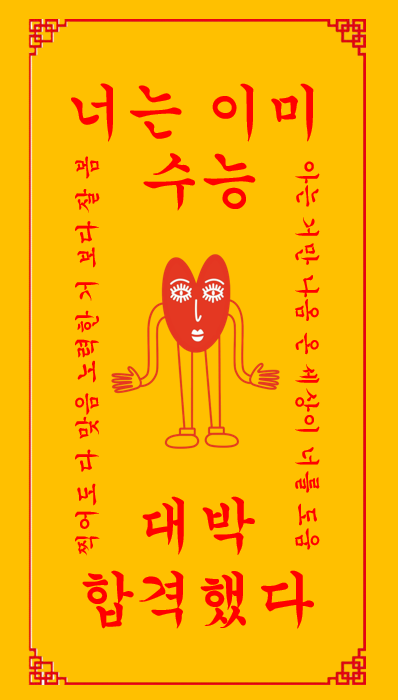 너는 이미
수능
찍어도 다 맞음 노력한 거 보다 잘 봄
아는 거만 나옴 온 세상이 너를 도움
대박
합격했다